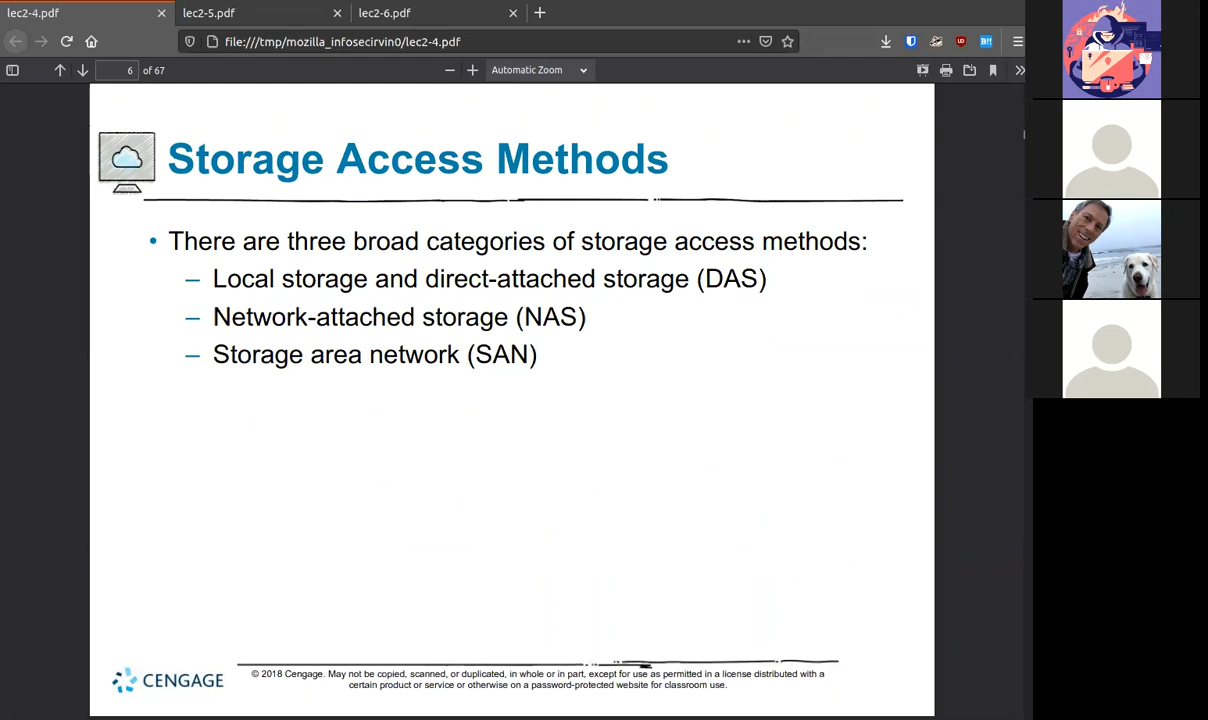 lec2-4.pdf
lec2-5.pdf
lec2-6.pdf
file:///tmp/mozilla_infosecirvin0/lec2-4.pdf
6 of 67
Automatic Zoom
Storage Access Methods
• There are three broad categories of storage access methods:
– Local storage and direct-attached storage (DAS)
– Network-attached storage (NAS)
– Storage area network (SAN)
CENGAGE
© 2018 Cengage. May not be copied, scanned, or duplicated, in whole or in part, except for use as permitted in a license distributed with a
certain product or service or otherwise on a password-protected website for classroom use.